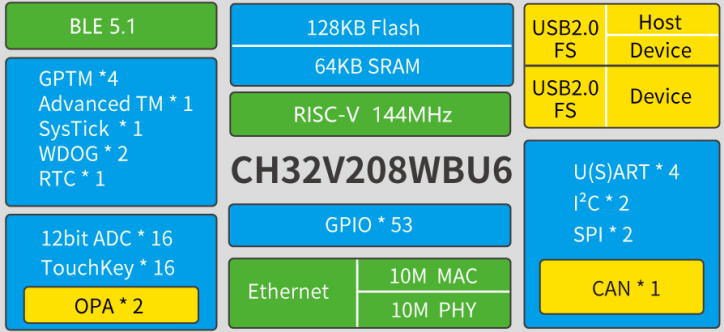 BLE 5.1
GPTM *4
Advanced TM * 1
SysTick * 1
WDOG * 2
RTC * 1
12bit ADC * 16
TouchKey * 16
OPA * 2
128KB Flash
64KB SRAM
RISC-V 144MHz
CH32V208WBU6
GPIO * 53
Ethernet
10M MAC
10M PHY
USB2.0
FS
Host
Device
USB2.0
FS
Device
U(S)ART * 4
I²C * 2
SPI * 2
CAN * 1